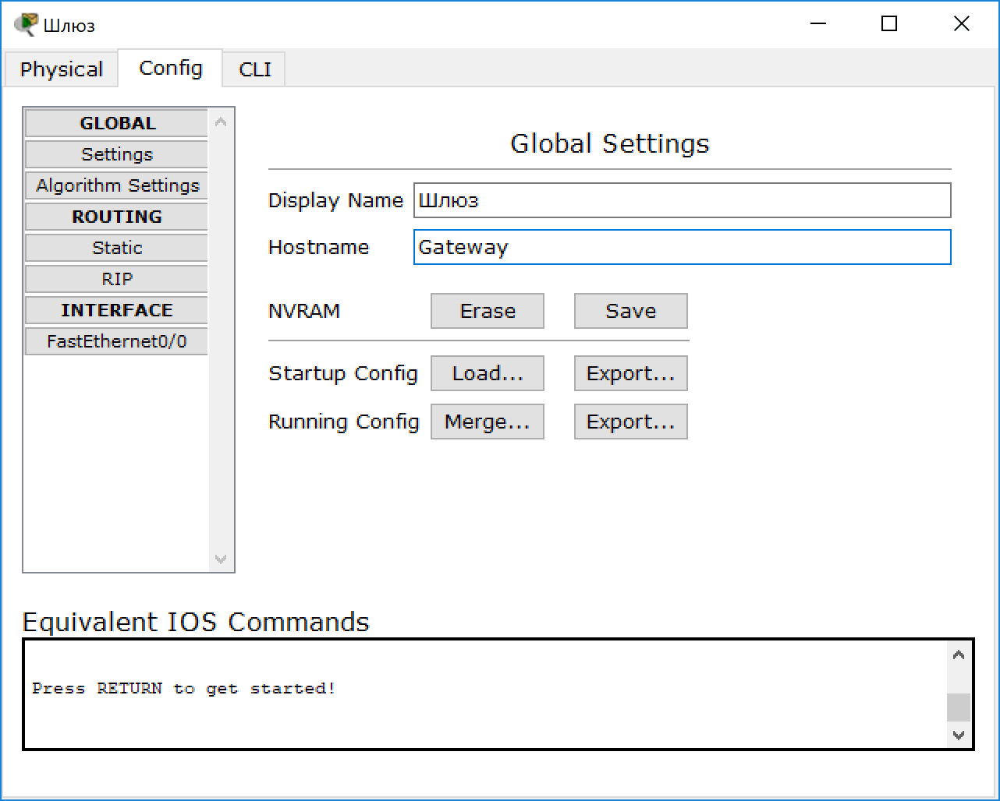 Шлюз
Physical Config CLI
GLOBAL
Settings
Algorithm Settings
ROUTING
Static
RIP
INTERFACE
FastEthernet0/0
Global Settings
Display Name Шлюз
Hostname Gateway
NVRAM Erase Save
Startup Config Load... Export...
Running Config Merge... Export...
Equivalent IOS Commands
Press RETURN to get started!